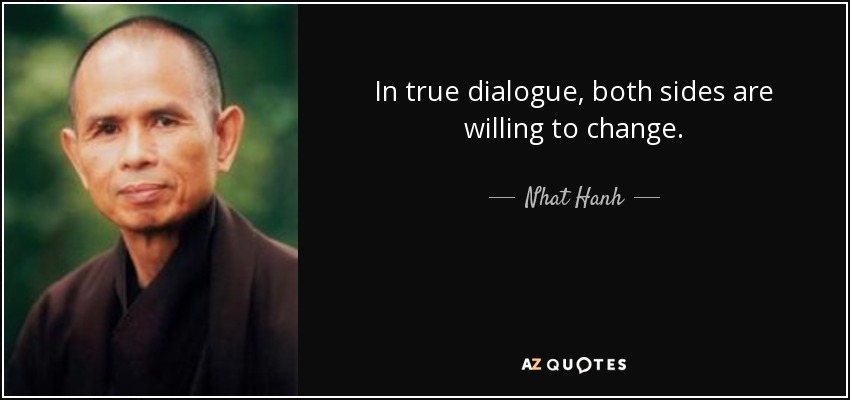 In true dialogue, both sides are
willing to change.
— Nhat Hanh —
AZ QUOTES